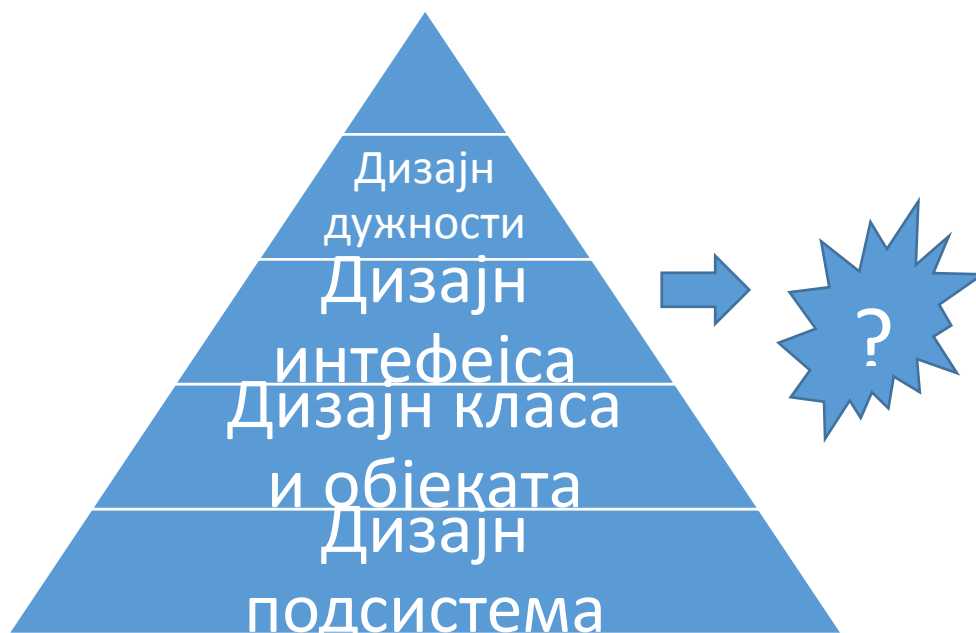 Дизајн
дужности
Дизајн
интефејса
?
Дизајн класа
и објеката
Дизајн
подсистема